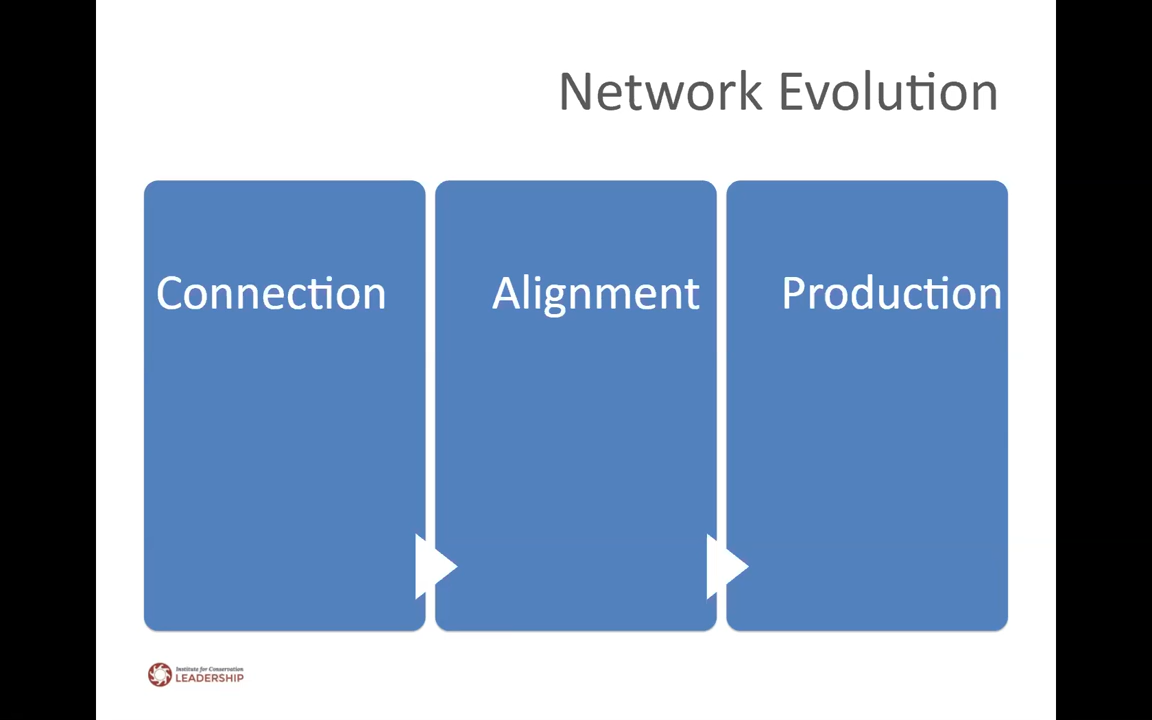 Network Evolution
Connection
Alignment
Production
Institute for Conservation
LEADERSHIP